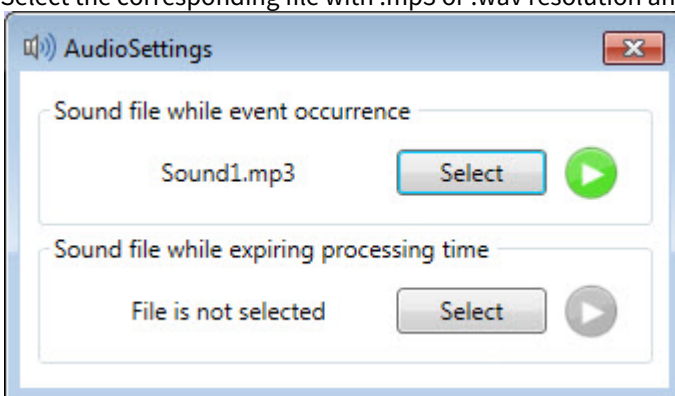 Select the corresponding file with .mp3 or .wav resolution an
AudioSettings
Sound file while event occurrence
Sound1.mp3
Select
Sound file while expiring processing time
File is not selected
Select